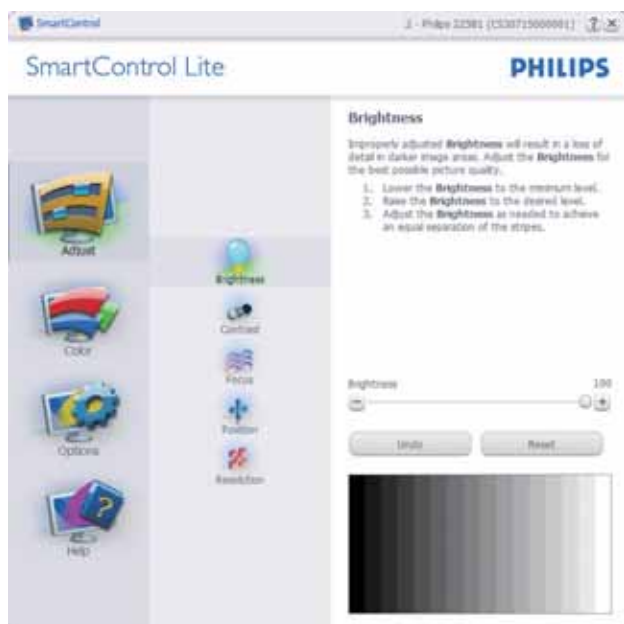 SmartControl
2 - Philips
SmartControl Lite
PHILIPS
Adjust
Color
Options
Help
Brightness
Contrast
Focus
Position
Resolution
Brightness
Improperly adjusted Brightness will result in a loss of
detail in darker image areas. Adjust the Brightness for
the best possible picture quality.
1. Lower the Brightness to the minimum level.
2. Raise the Brightness to the desired level.
3. Adjust the Brightness as needed to achieve
an equal separation of the stripes.
Brightness 100
Undo Reset